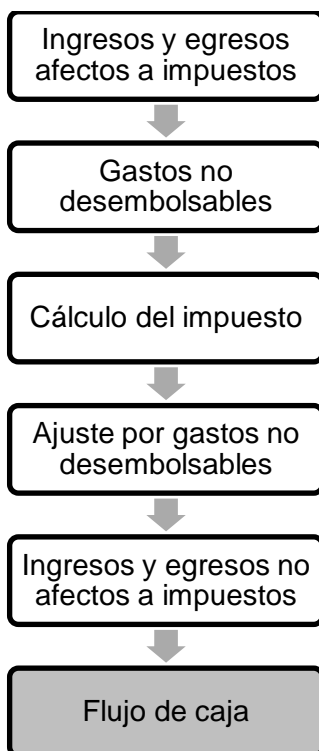 Ingresos y egresos
afectos a impuestos
Gastos no
desembolsables
Cálculo del impuesto
Ajuste por gastos no
desembolsables
Ingresos y egresos no
afectos a impuestos
Flujo de caja